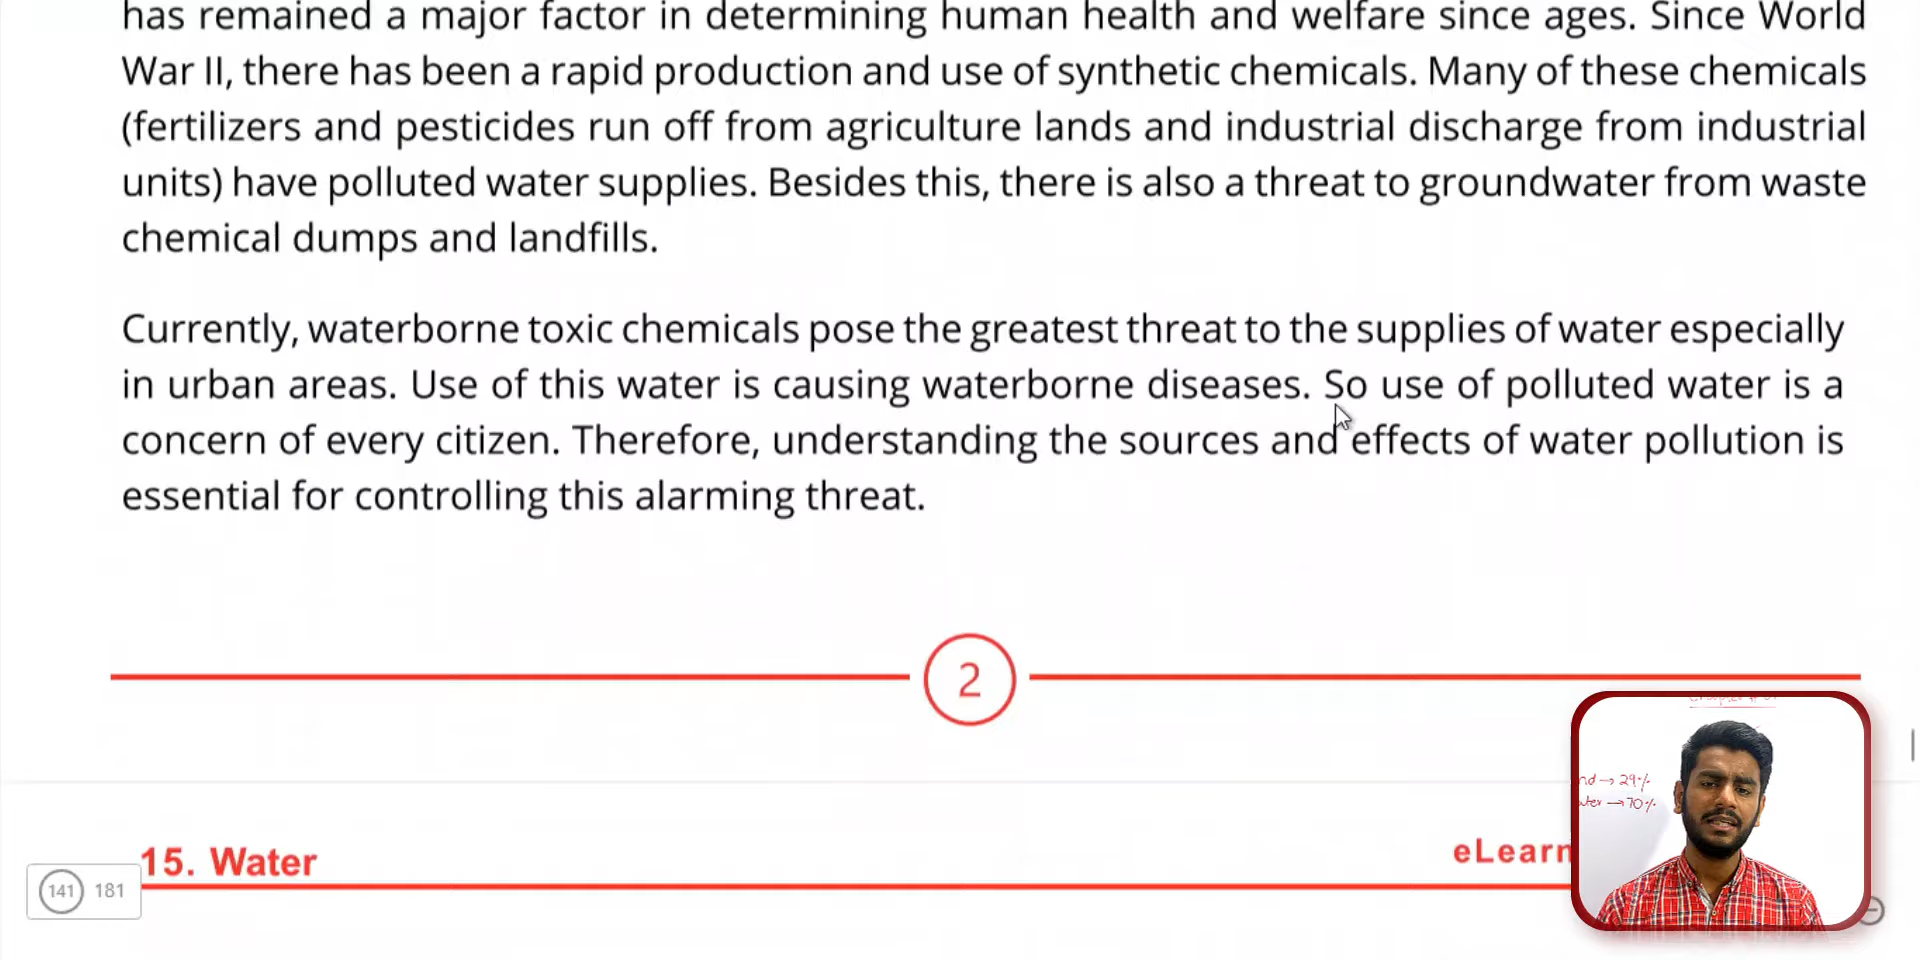 has remained a major factor in determining human health and welfare since ages. Since World
War II, there has been a rapid production and use of synthetic chemicals. Many of these chemicals
(fertilizers and pesticides run off from agriculture lands and industrial discharge from industrial
units) have polluted water supplies. Besides this, there is also a threat to groundwater from waste
chemical dumps and landfills.
Currently, waterborne toxic chemicals pose the greatest threat to the supplies of water especially
in urban areas. Use of this water is causing waterborne diseases. So use of polluted water is a
concern of every citizen. Therefore, understanding the sources and effects of water pollution is
essential for controlling this alarming threat.
2
nd → 29%
ater → 70%
15. Water
eLearn
141 181